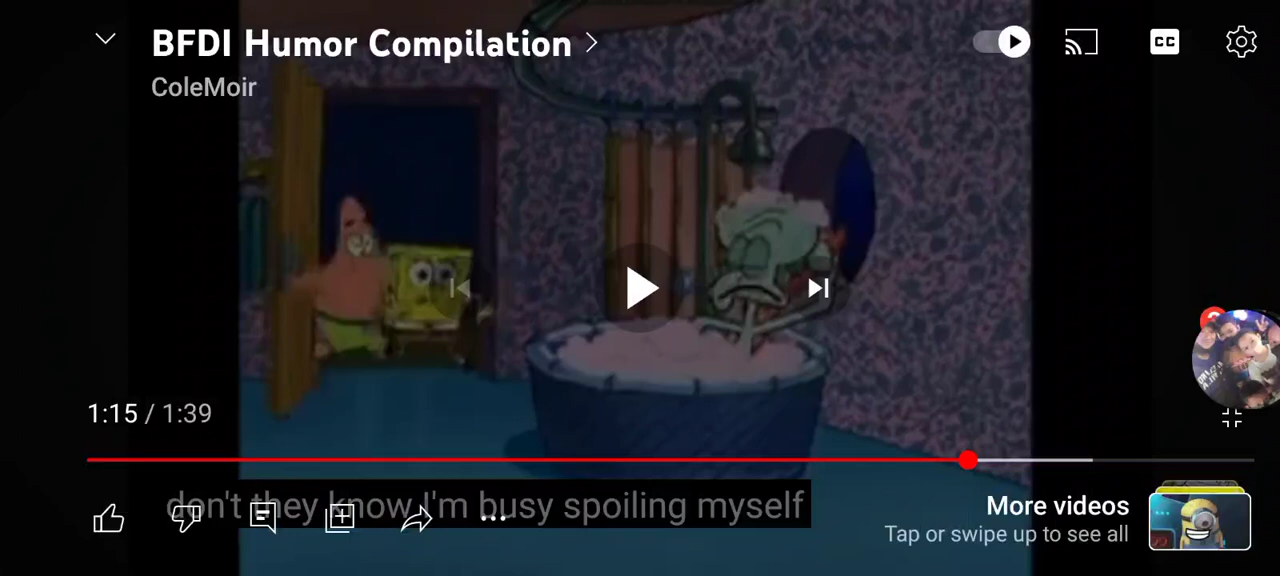 BFDI Humor Compilation
ColeMoir
CC
1:15 / 1:39
don't they know I'm busy spoiling myself
More videos
Tap or swipe up to see all